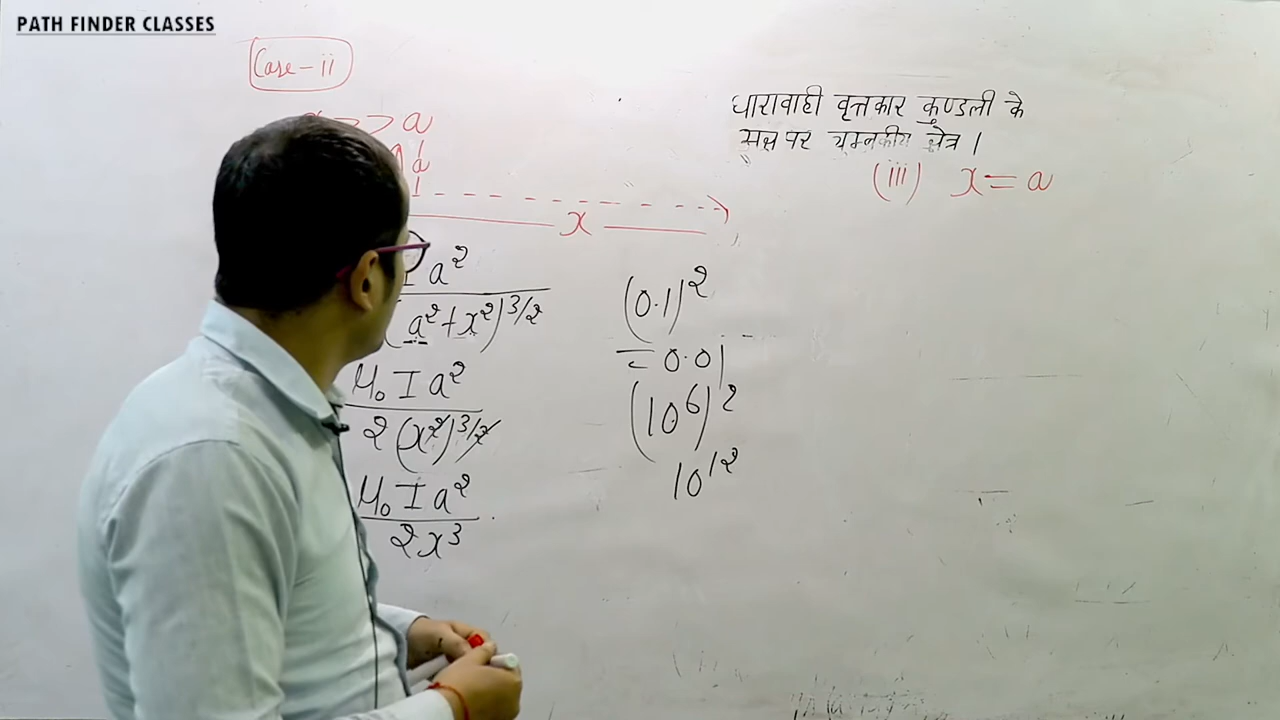 PATH FINDER CLASSES
Case-ii
>> a
a
x
I a²
(a²+x²)^3/2
μ₀ I a²
2 (x²)^3/2
μ₀ I a²
2x³
(0.1)²
= 0.01
(10⁶)²
10¹²
धारावाही वृत्तकार कुण्डली के
पर चुम्बकीय क्षेत्र ।
(iii) x = a